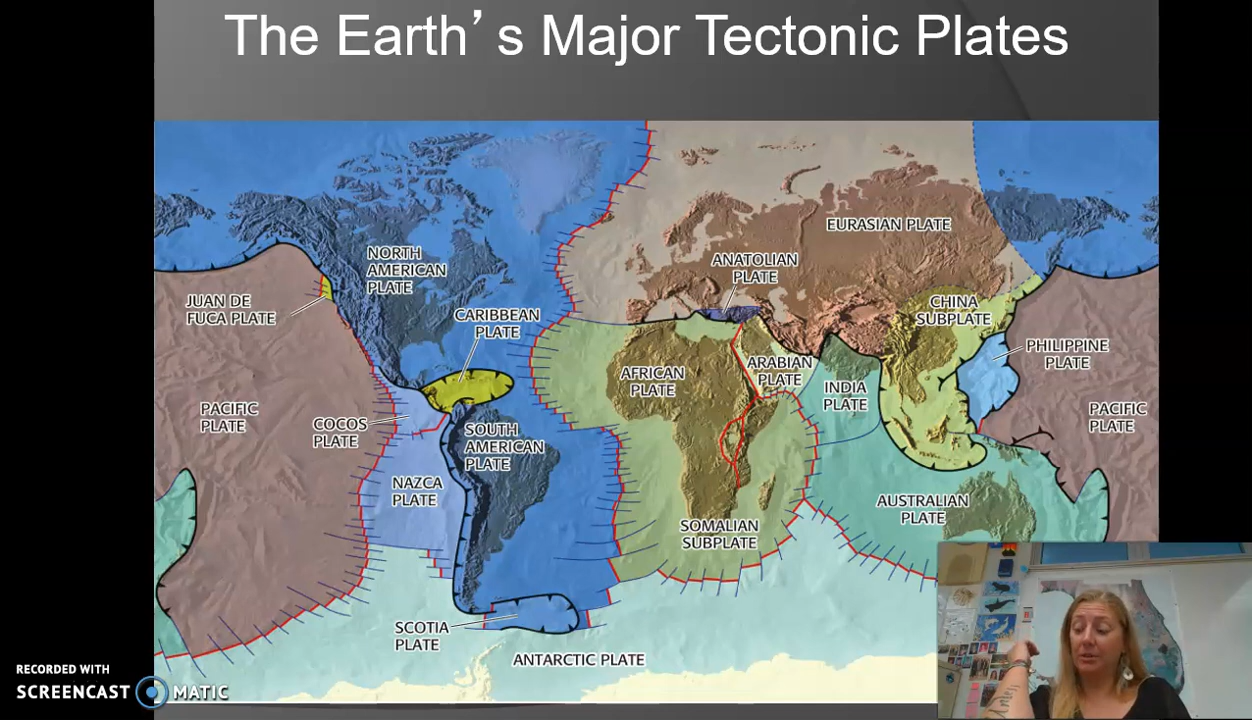 The Earth’s Major Tectonic Plates
EURASIAN PLATE
NORTH
AMERICAN
PLATE
ANATOLIAN
PLATE
JUAN DE
FUCA PLATE
CARIBBEAN
PLATE
CHINA
SUBPLATE
PHILIPPINE
PLATE
AFRICAN
PLATE
ARABIAN
PLATE
INDIA
PLATE
PACIFIC
PLATE
COCOS
PLATE
SOUTH
AMERICAN
PLATE
PACIFIC
PLATE
NAZCA
PLATE
AUSTRALIAN
PLATE
SOMALIAN
SUBPLATE
SCOTIA
PLATE
ANTARCTIC PLATE
RECORDED WITH
SCREENCAST MATIC